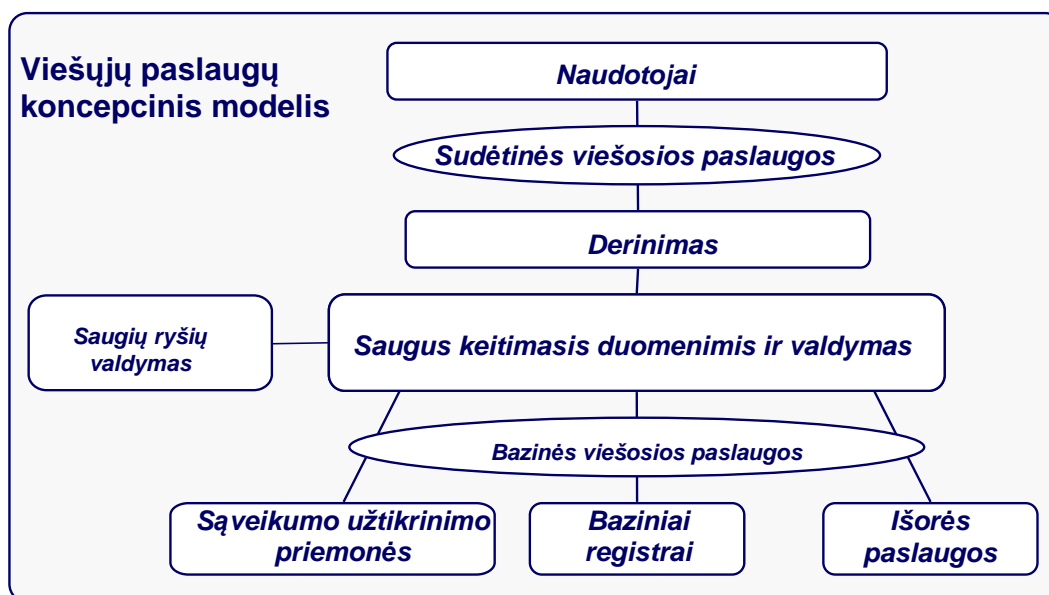 Viešųjų paslaugų
koncepcinis modelis
Naudotojai
Sudėtinės viešosios paslaugos
Derinimas
Saugių ryšių
valdymas
Saugus keitimasis duomenimis ir valdymas
Bazinės viešosios paslaugos
Sąveikumo užtikrinimo
priemonės
Baziniai
registrai
Išorės
paslaugos